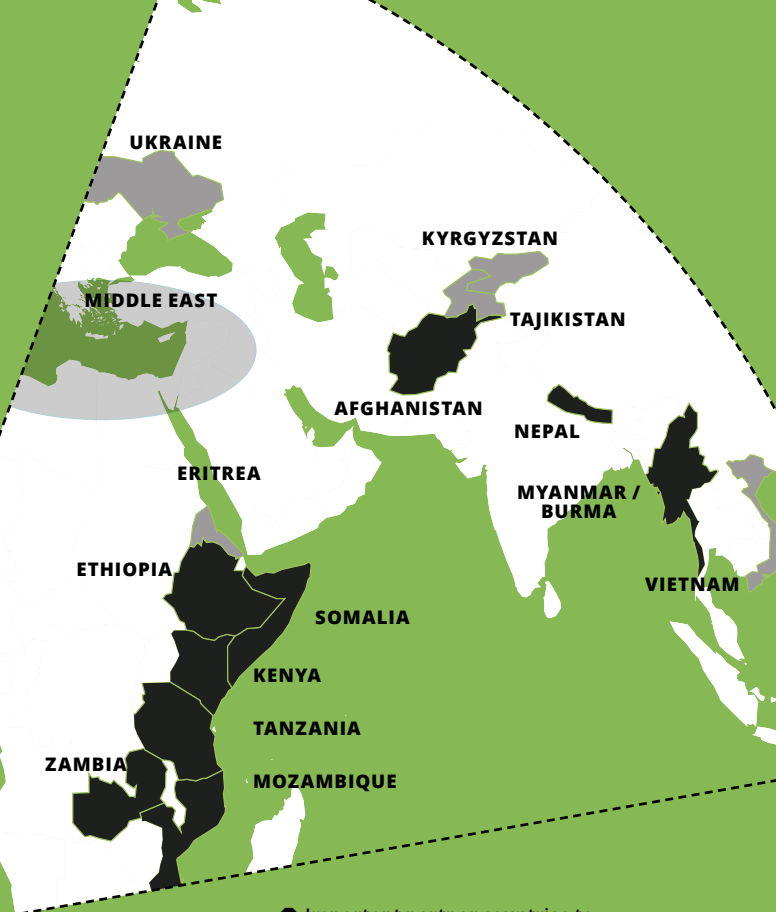 UKRAINE
KYRGYZSTAN
MIDDLE EAST
TAJIKISTAN
AFGHANISTAN
NEPAL
ERITREA
MYANMAR /
BURMA
ETHIOPIA
VIETNAM
SOMALIA
KENYA
TANZANIA
ZAMBIA
MOZAMBIQUE